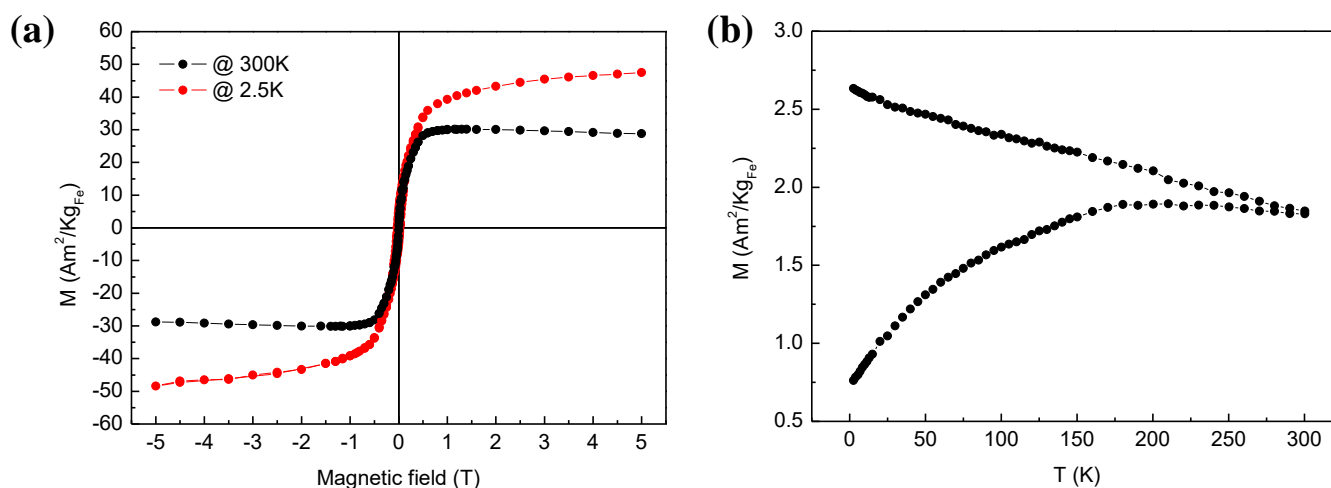 (a)
60
50
40
30
20
10
0
-10
-20
-30
-40
-50
-60
M (Am²/Kg_Fe)
@ 300K
@ 2.5K
-5 -4 -3 -2 -1 0 1 2 3 4 5
Magnetic field (T)
(b)
3.0
2.5
2.0
1.5
1.0
0.5
M (Am²/Kg_Fe)
0 50 100 150 200 250 300
T (K)